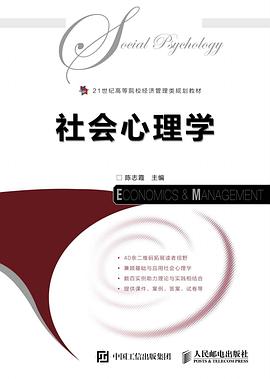 Social Psychology
21世纪高等院校经济管理类规划教材
社会心理学
□ 陈志霞 主编
ECONOMICS & MANAGEMENT
• 40余二维码拓展读者视野
• 兼顾基础与应用社会心理学
• 数百实例助力理论与实践相结合
• 提供课件、案例、答案、试卷等
中国工信出版集团
人民邮电出版社
POSTS & TELECOM PRESS